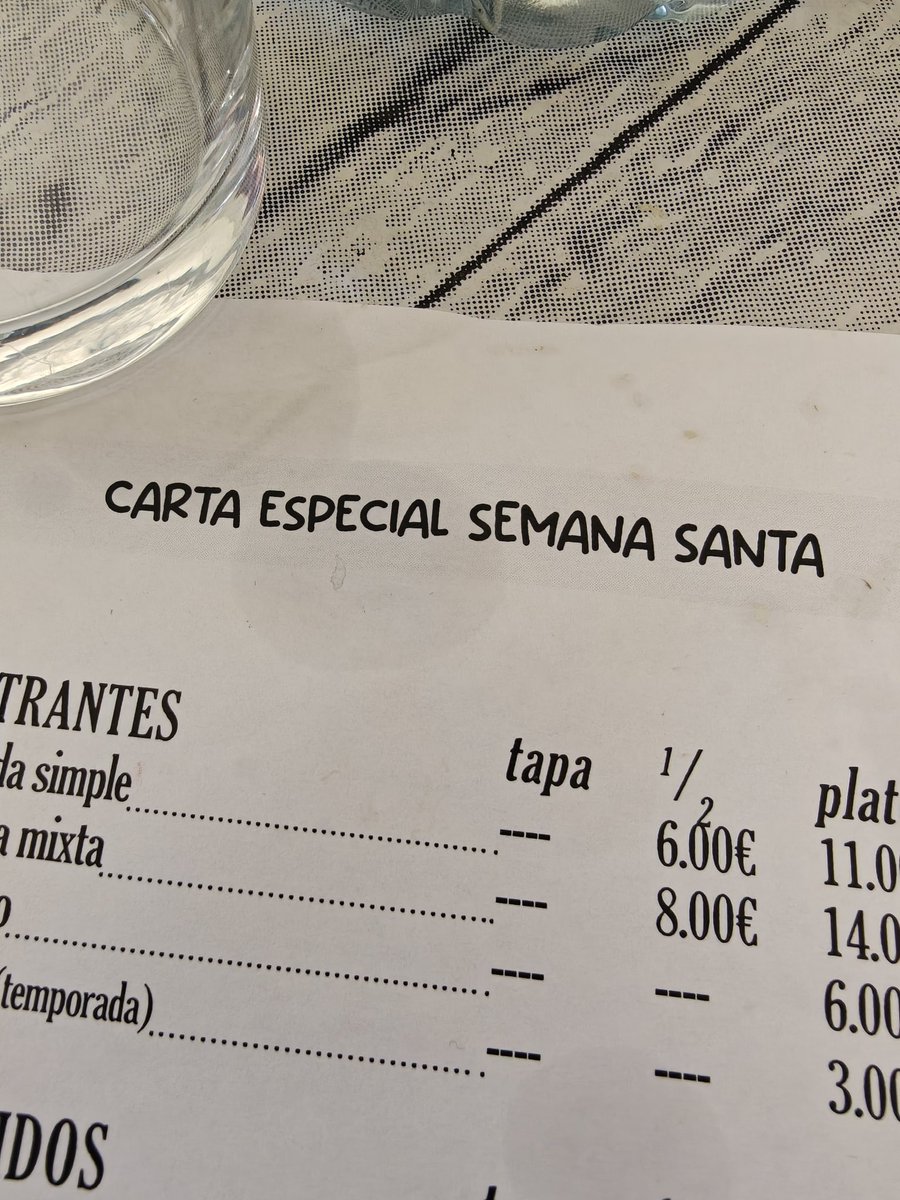 CARTA ESPECIAL SEMANA SANTA
TRANTES tapa 1/2 plat
da simple ---- 6.00€ 11.0
a mixta ---- 8.00€ 14.0
o ---- ---- 6.00
(temporada) ---- ---- 3.00
IDOS